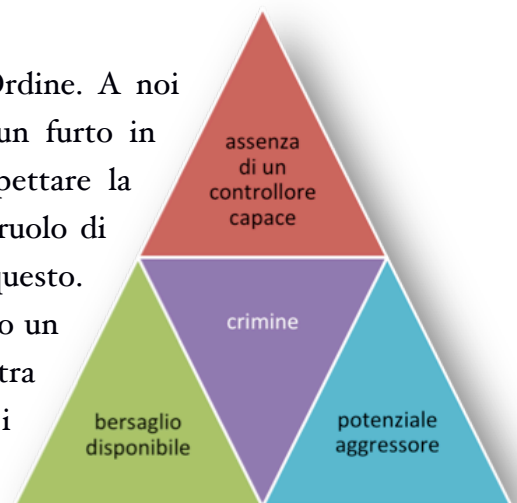 Ordine. A noi
un furto in
pettare la
ruolo di
questo.
o un
tra
i
assenza
di un
controllore
capace
crimine
bersaglio
disponibile
potenziale
aggressore